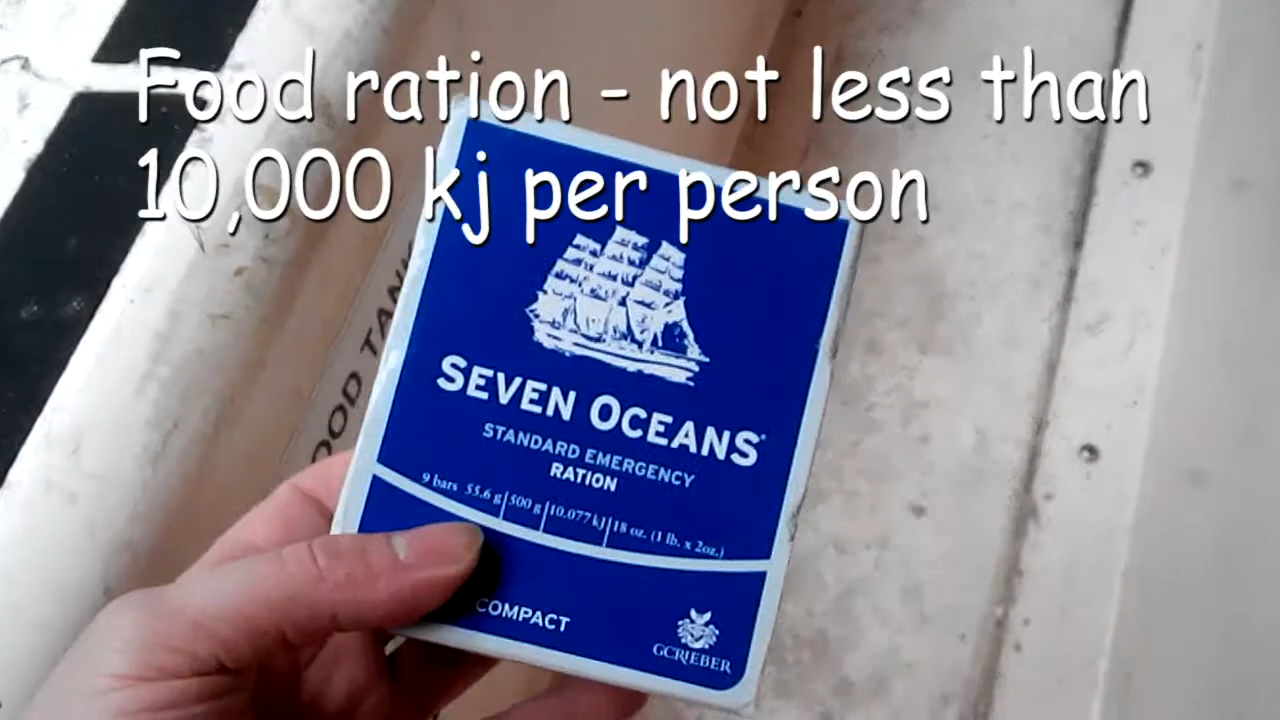 Food ration - not less than
10,000 kj per person
OOD TAN
SEVEN OCEANS®
STANDARD EMERGENCY
RATION
9 bars 55.6 g | 500 g | 10.077 kJ | 18 oz. (1 lb. x 2oz.)
COMPACT
GCRIEBER